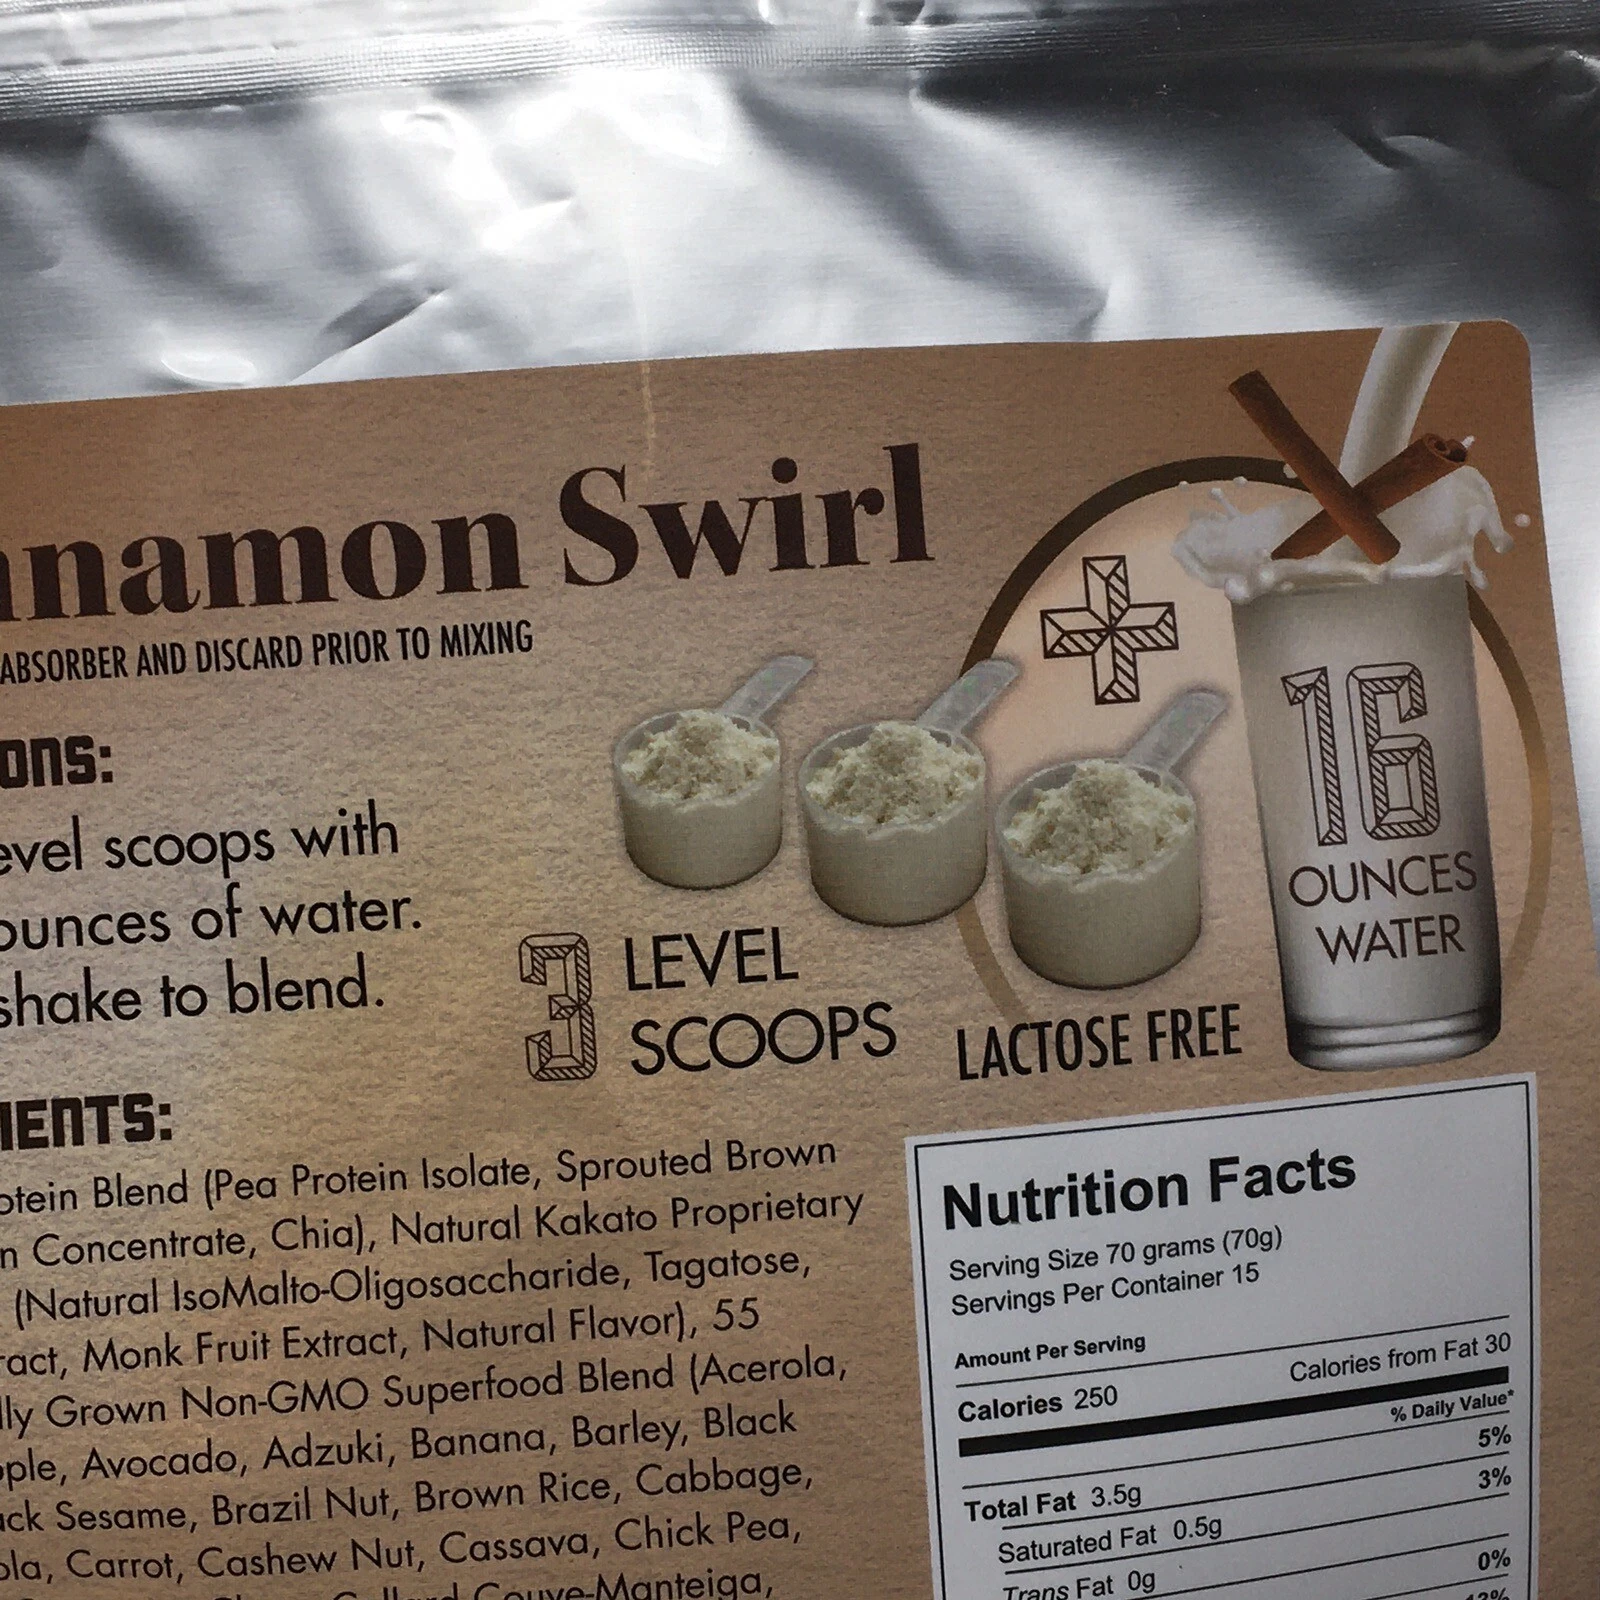 nnamon Swirl
ABSORBER AND DISCARD PRIOR TO MIXING
ONS:
evel scoops with
ounces of water.
shake to blend.
3 LEVEL
SCOOPS
+
16
OUNCES
WATER
LACTOSE FREE
IENTS:
otein Blend (Pea Protein Isolate, Sprouted Brown
n Concentrate, Chia), Natural Kakato Proprietary
(Natural IsoMalto-Oligosaccharide, Tagatose,
ract, Monk Fruit Extract, Natural Flavor), 55
lly Grown Non-GMO Superfood Blend (Acerola,
pple, Avocado, Adzuki, Banana, Barley, Black
ack Sesame, Brazil Nut, Brown Rice, Cabbage,
ola, Carrot, Cashew Nut, Cassava, Chick Pea,
Collard Couve-Manteiga,
Nutrition Facts
Serving Size 70 grams (70g)
Servings Per Container 15
Amount Per Serving
Calories 250 Calories from Fat 30
% Daily Value*
Total Fat 3.5g 5%
Saturated Fat 0.5g 3%
Trans Fat 0g 0%